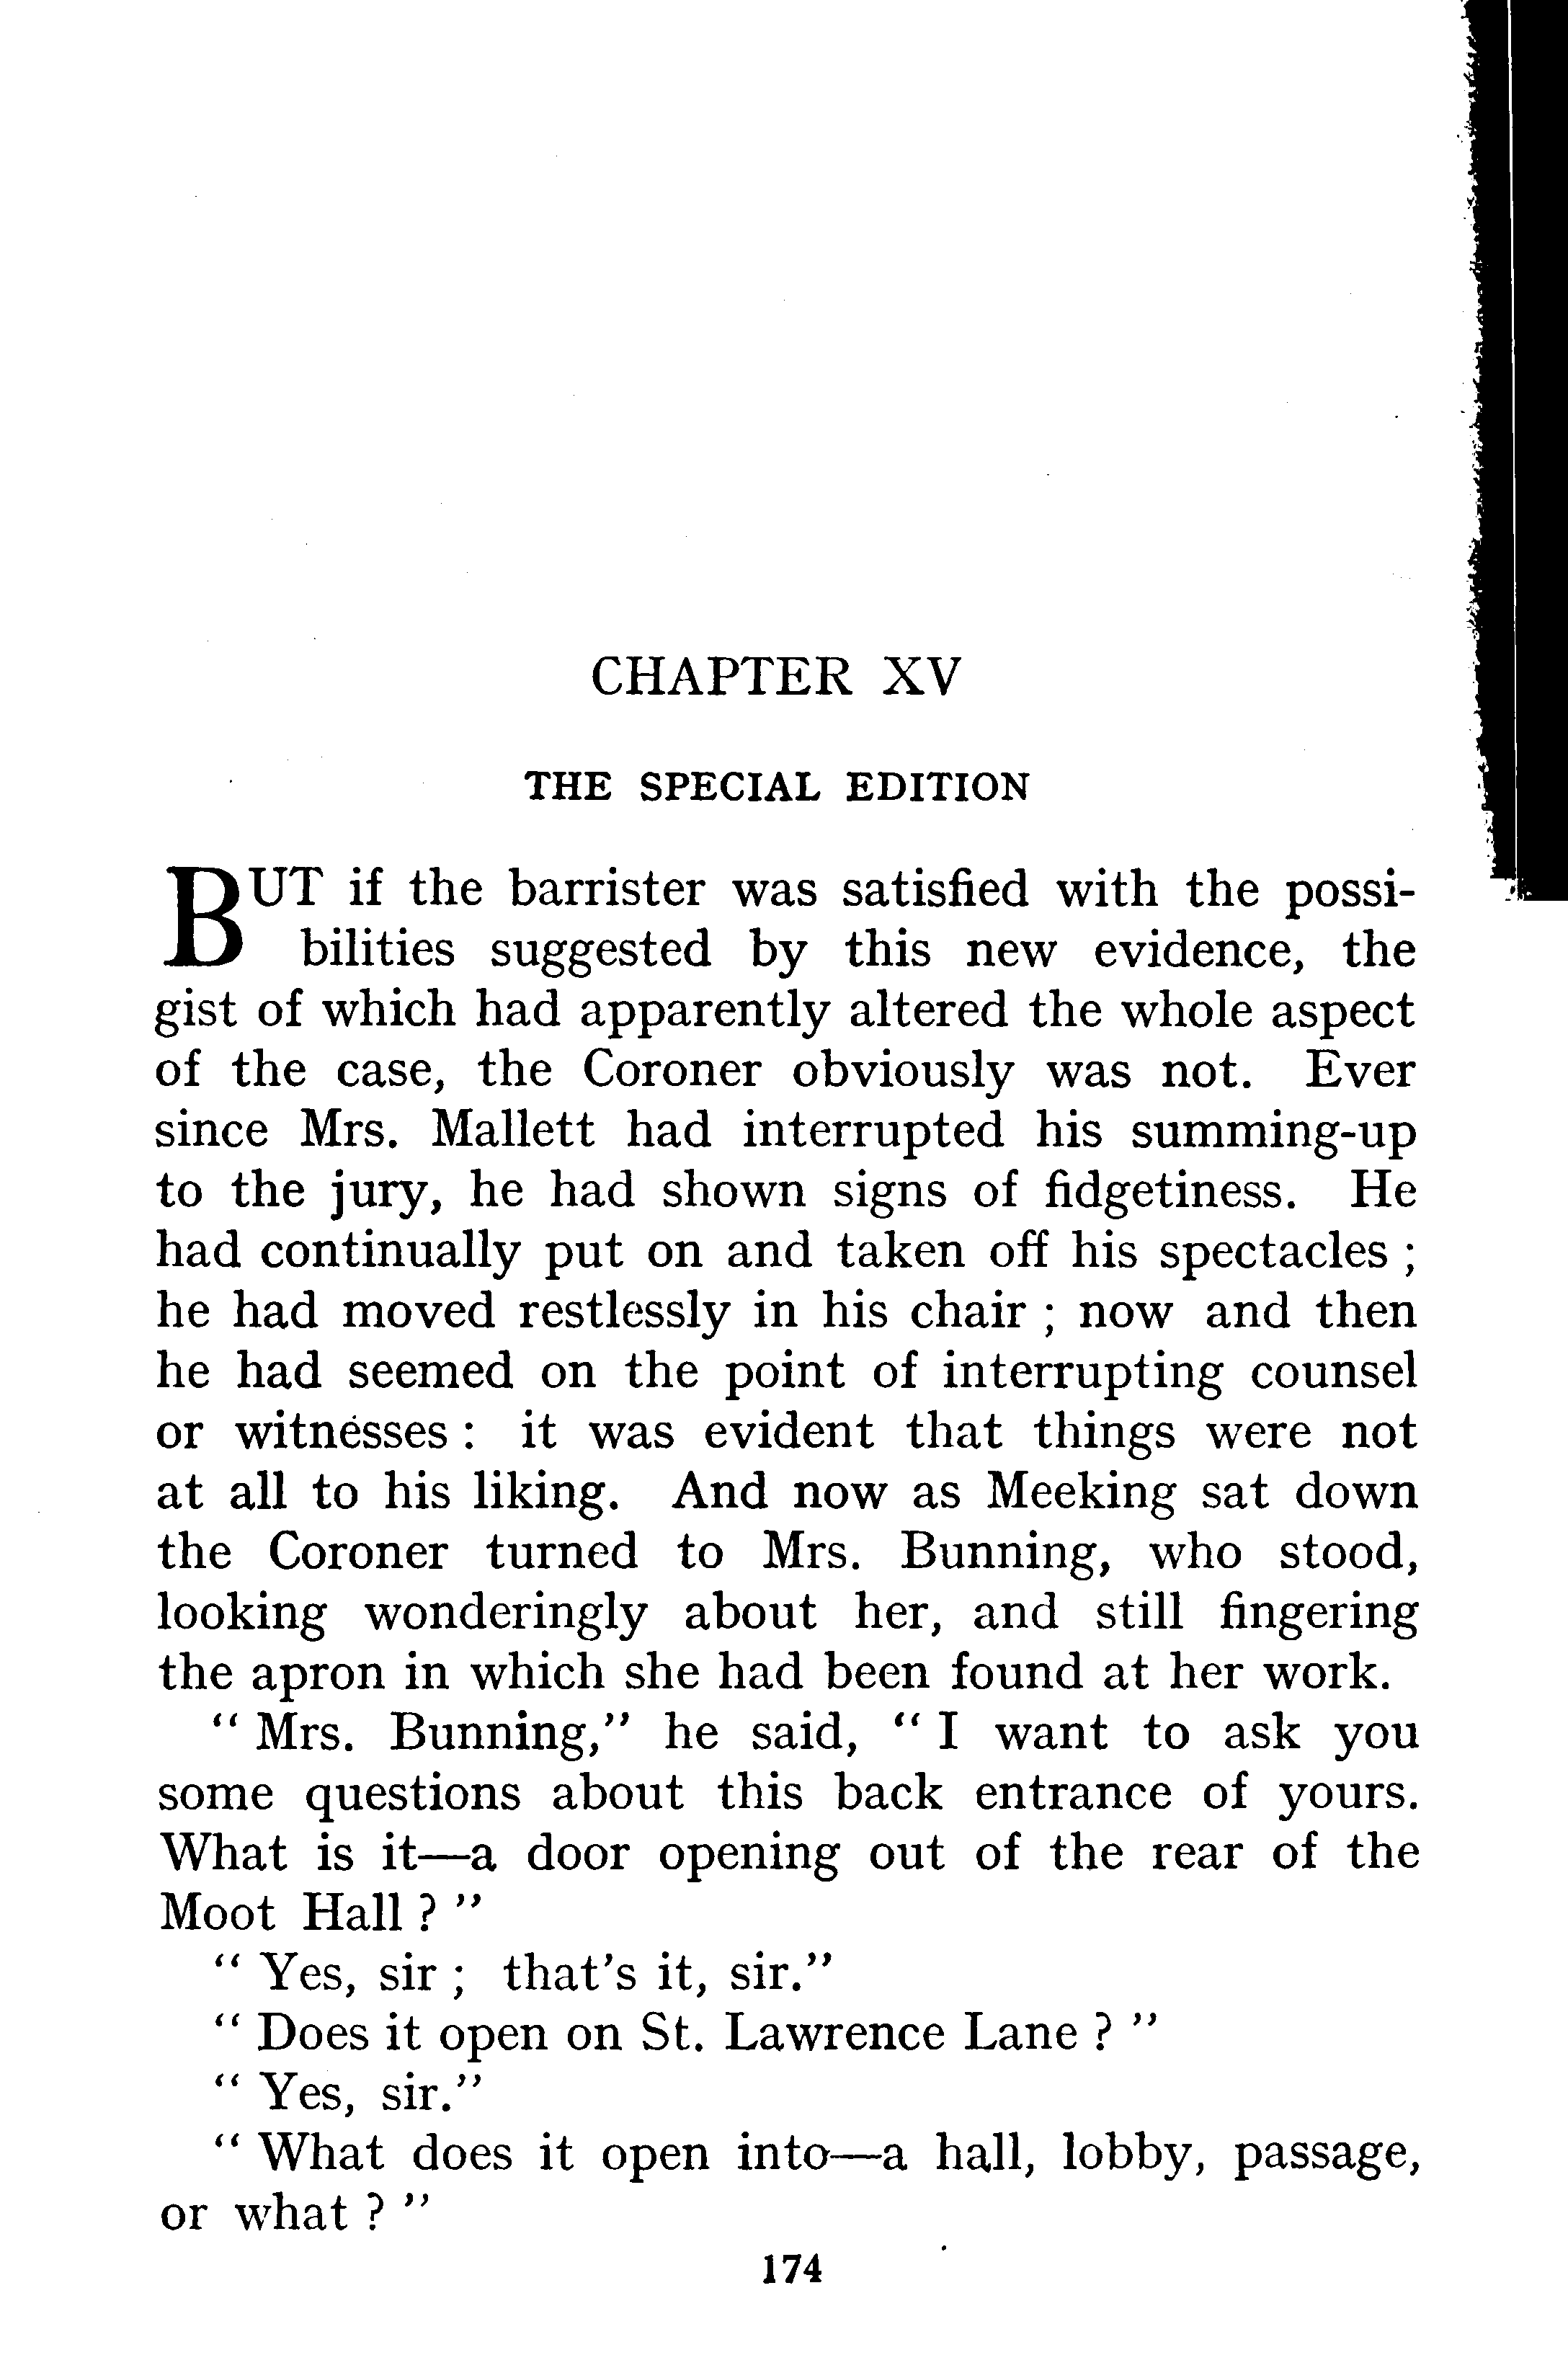 CHAPTER XV
THE SPECIAL EDITION
BUT if the barrister was satisfied with the possi-
bilities suggested by this new evidence, the
gist of which had apparently altered the whole aspect
of the case, the Coroner obviously was not. Ever
since Mrs. Mallett had interrupted his summing-up
to the jury, he had shown signs of fidgetiness. He
had continually put on and taken off his spectacles ;
he had moved restlessly in his chair ; now and then
he had seemed on the point of interrupting counsel
or witnesses : it was evident that things were not
at all to his liking. And now as Meeking sat down
the Coroner turned to Mrs. Bunning, who stood,
looking wonderingly about her, and still fingering
the apron in which she had been found at her work.
“ Mrs. Bunning,” he said, “ I want to ask you
some questions about this back entrance of yours.
What is it—a door opening out of the rear of the
Moot Hall ? ”
“ Yes, sir ; that’s it, sir.”
“ Does it open on St. Lawrence Lane ? ”
“ Yes, sir.”
“ What does it open into—a hall, lobby, passage,
or what ? ”
174